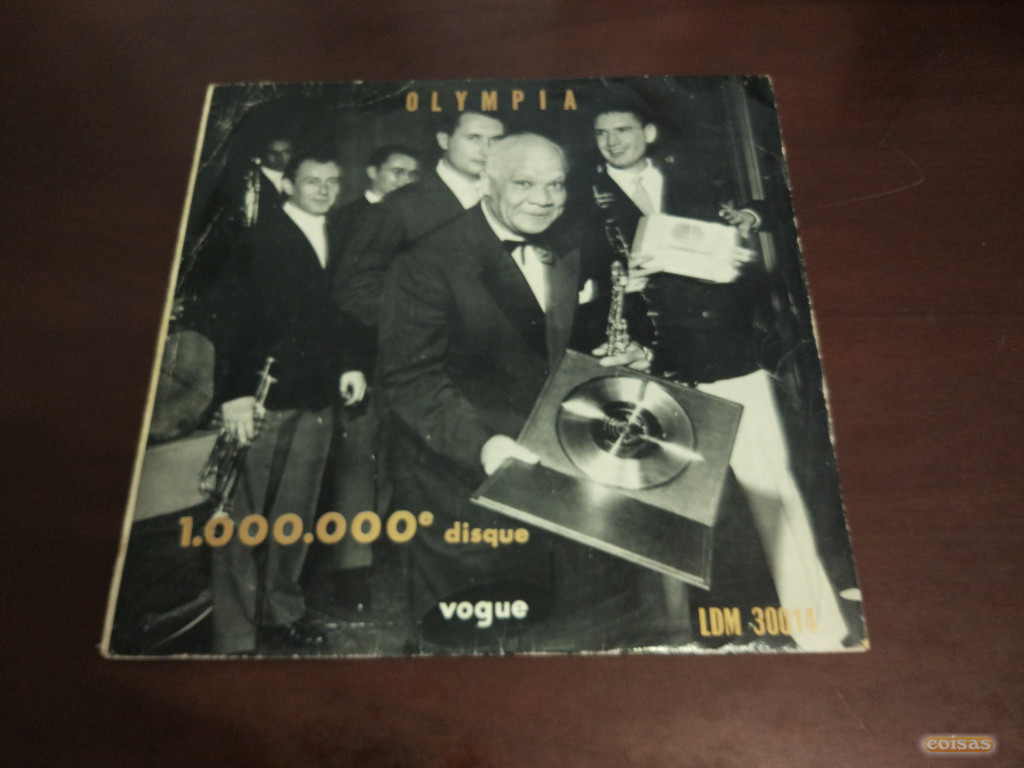 OLYMPIA
1.000.000e disque
vogue
LDM 30014
coisas